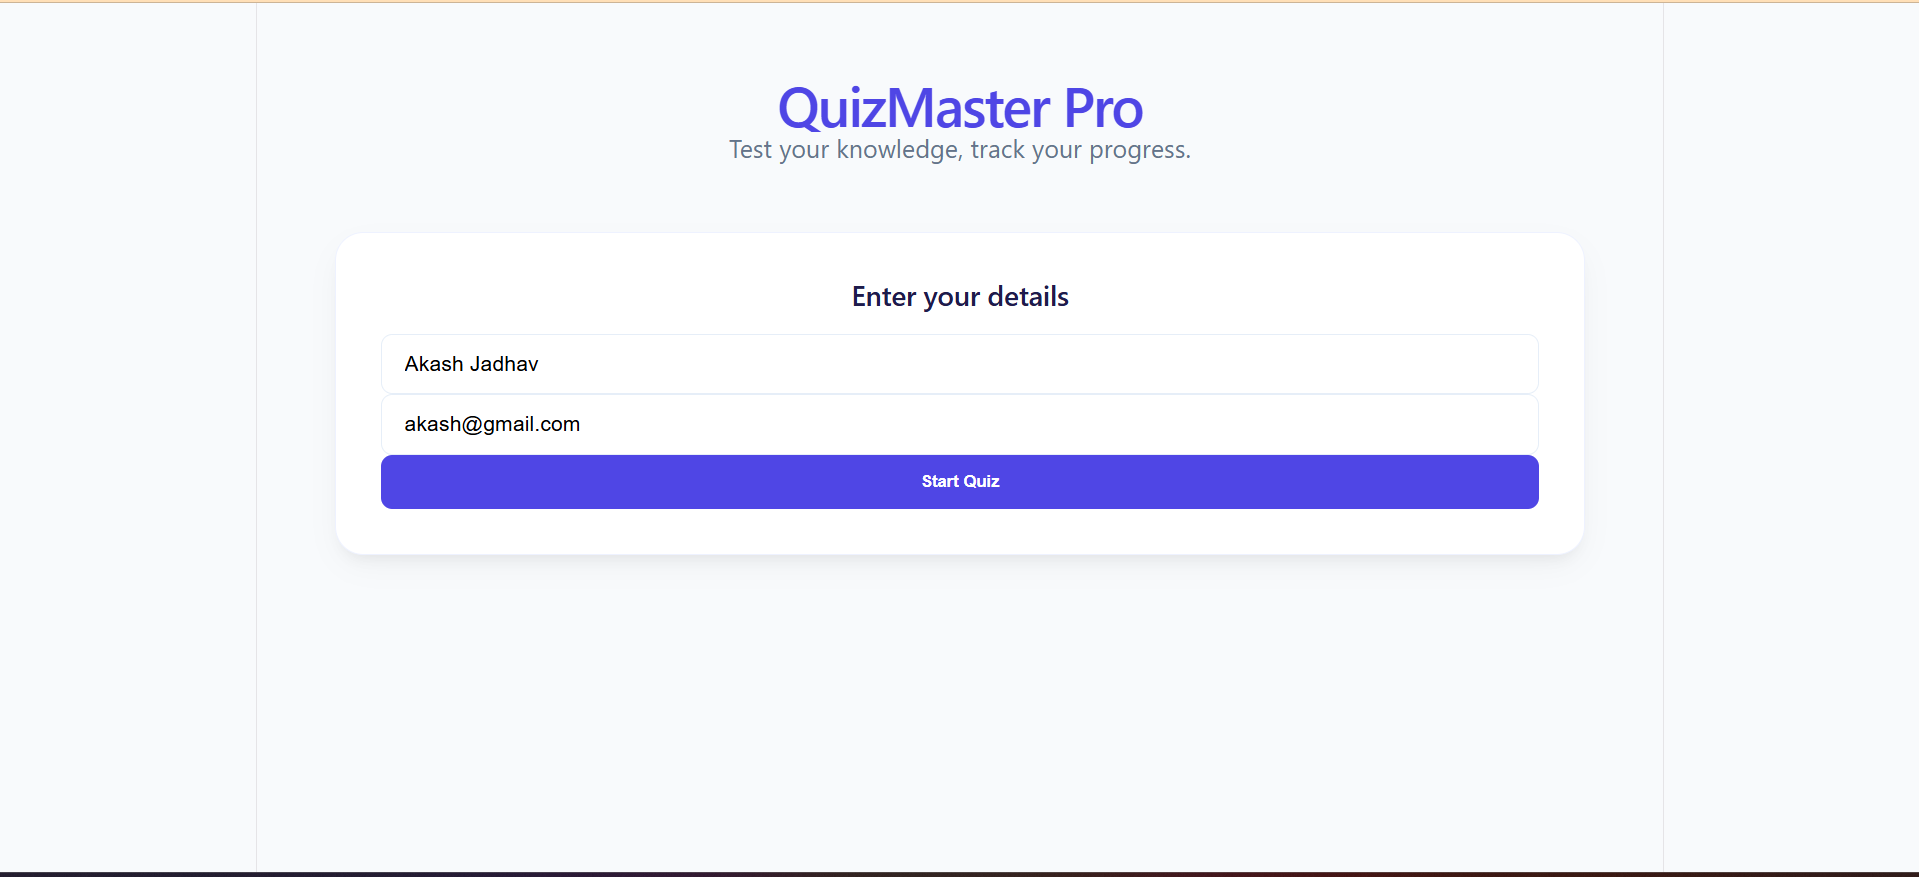 QuizMaster Pro
Test your knowledge, track your progress.
Enter your details
Akash Jadhav
akash@gmail.com
Start Quiz